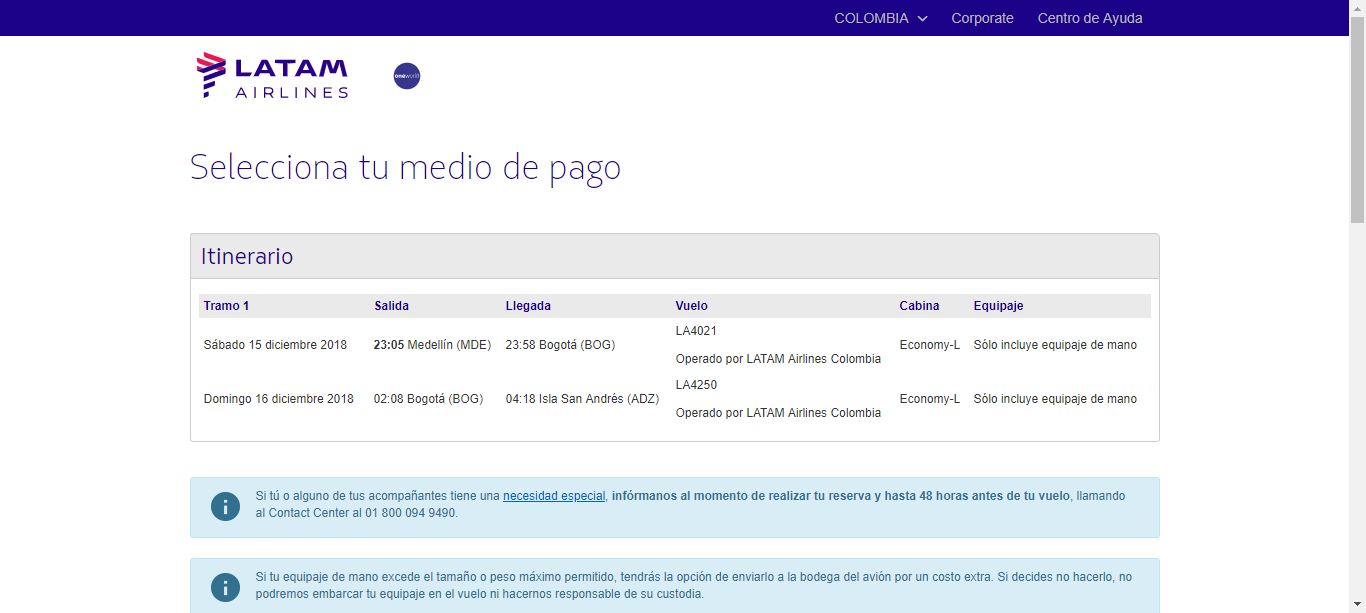 COLOMBIA Corporate Centro de Ayuda
LATAM
AIRLINES
oneworld
Selecciona tu medio de pago
Itinerario
Tramo 1 Salida Llegada Vuelo Cabina Equipaje
Sábado 15 diciembre 2018 23:05 Medellín (MDE) 23:58 Bogotá (BOG) LA4021 Economy-L Sólo incluye equipaje de mano
Operado por LATAM Airlines Colombia
Domingo 16 diciembre 2018 02:08 Bogotá (BOG) 04:18 Isla San Andrés (ADZ) LA4250 Economy-L Sólo incluye equipaje de mano
Operado por LATAM Airlines Colombia
Si tú o alguno de tus acompañantes tiene una necesidad especial, infórmanos al momento de realizar tu reserva y hasta 48 horas antes de tu vuelo, llamando
al Contact Center al 01 800 094 9490.
Si tu equipaje de mano excede el tamaño o peso máximo permitido, tendrás la opción de enviarlo a la bodega del avión por un costo extra. Si decides no hacerlo, no
podremos embarcar tu equipaje en el vuelo ni hacernos responsable de su custodia.